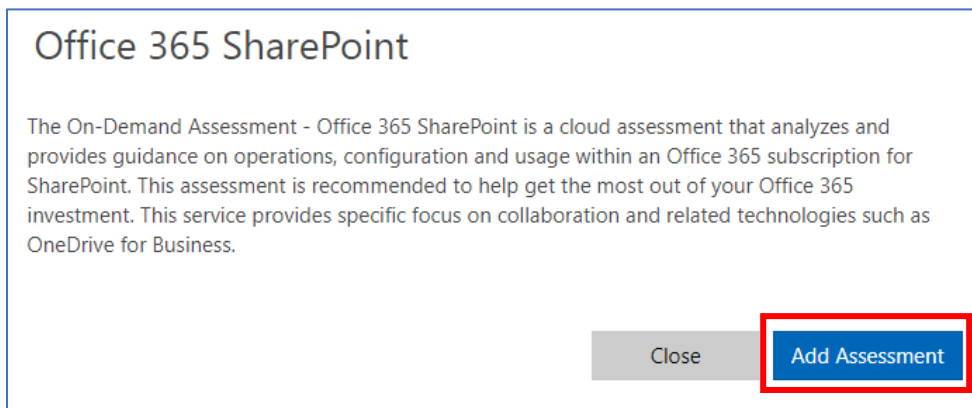 Office 365 SharePoint
The On-Demand Assessment - Office 365 SharePoint is a cloud assessment that analyzes and
provides guidance on operations, configuration and usage within an Office 365 subscription for
SharePoint. This assessment is recommended to help get the most out of your Office 365
investment. This service provides specific focus on collaboration and related technologies such as
OneDrive for Business.
Close
Add Assessment